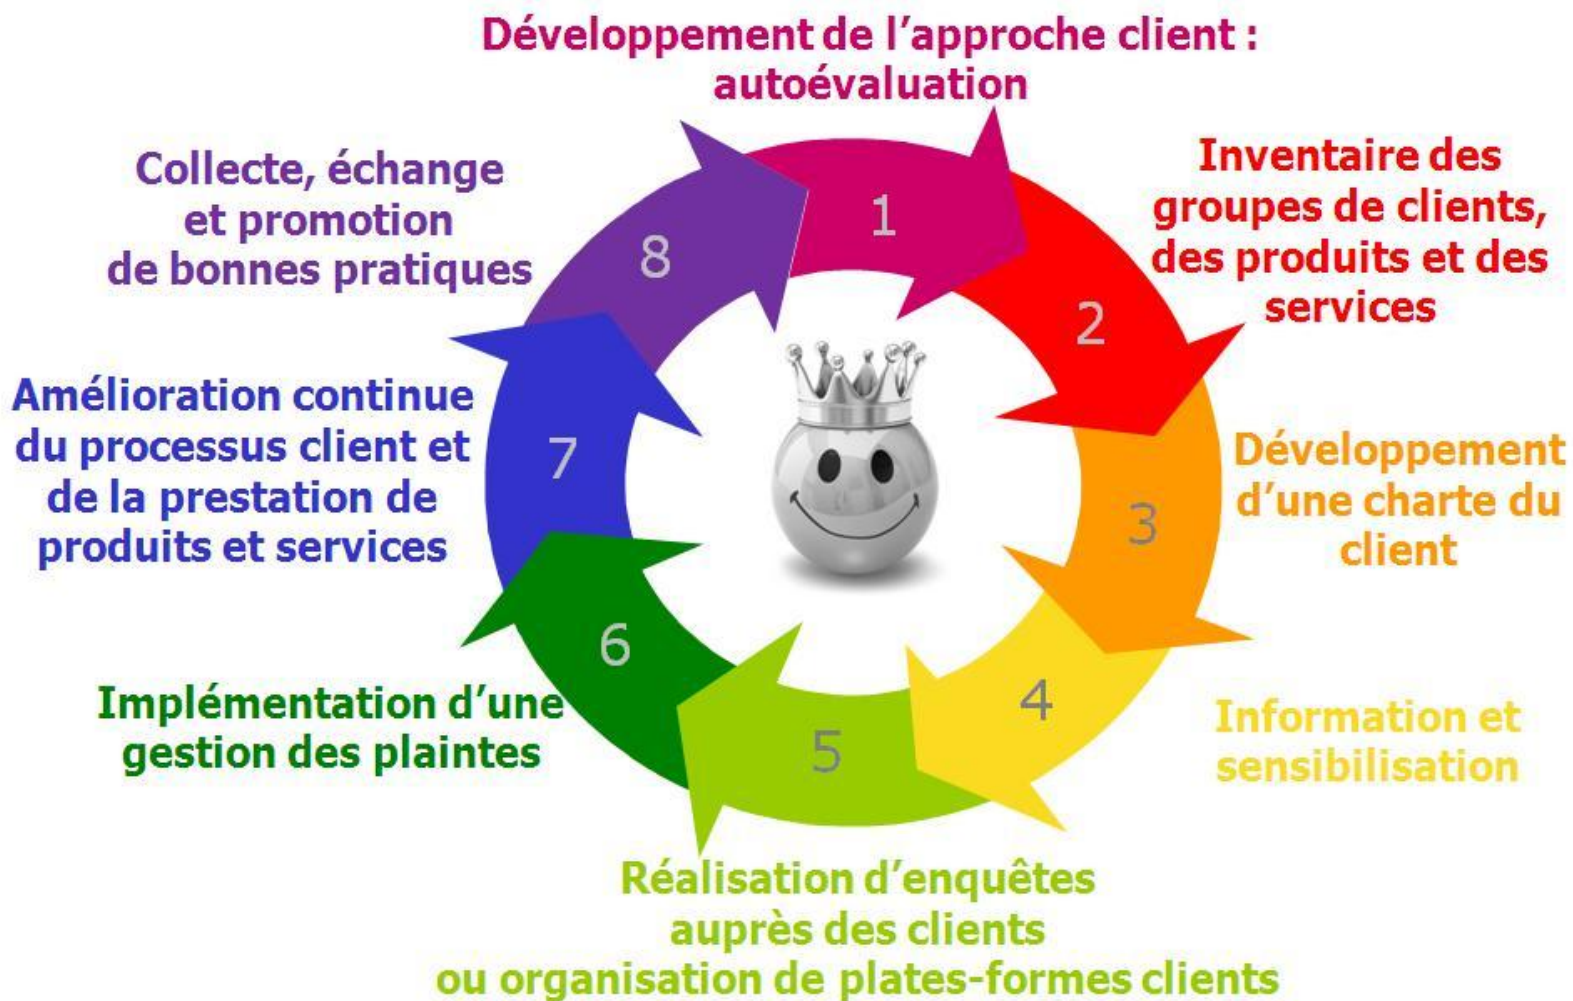 Développement de l’approche client :
autoévaluation
1
Inventaire des
groupes de clients,
des produits et des
services
2
Développement
d’une charte du
client
3
Information et
sensibilisation
4
Réalisation d’enquêtes
auprès des clients
ou organisation de plates-formes clients
5
Implémentation d’une
gestion des plaintes
6
Amélioration continue
du processus client et
de la prestation de
produits et services
7
Collecte, échange
et promotion
de bonnes pratiques
8